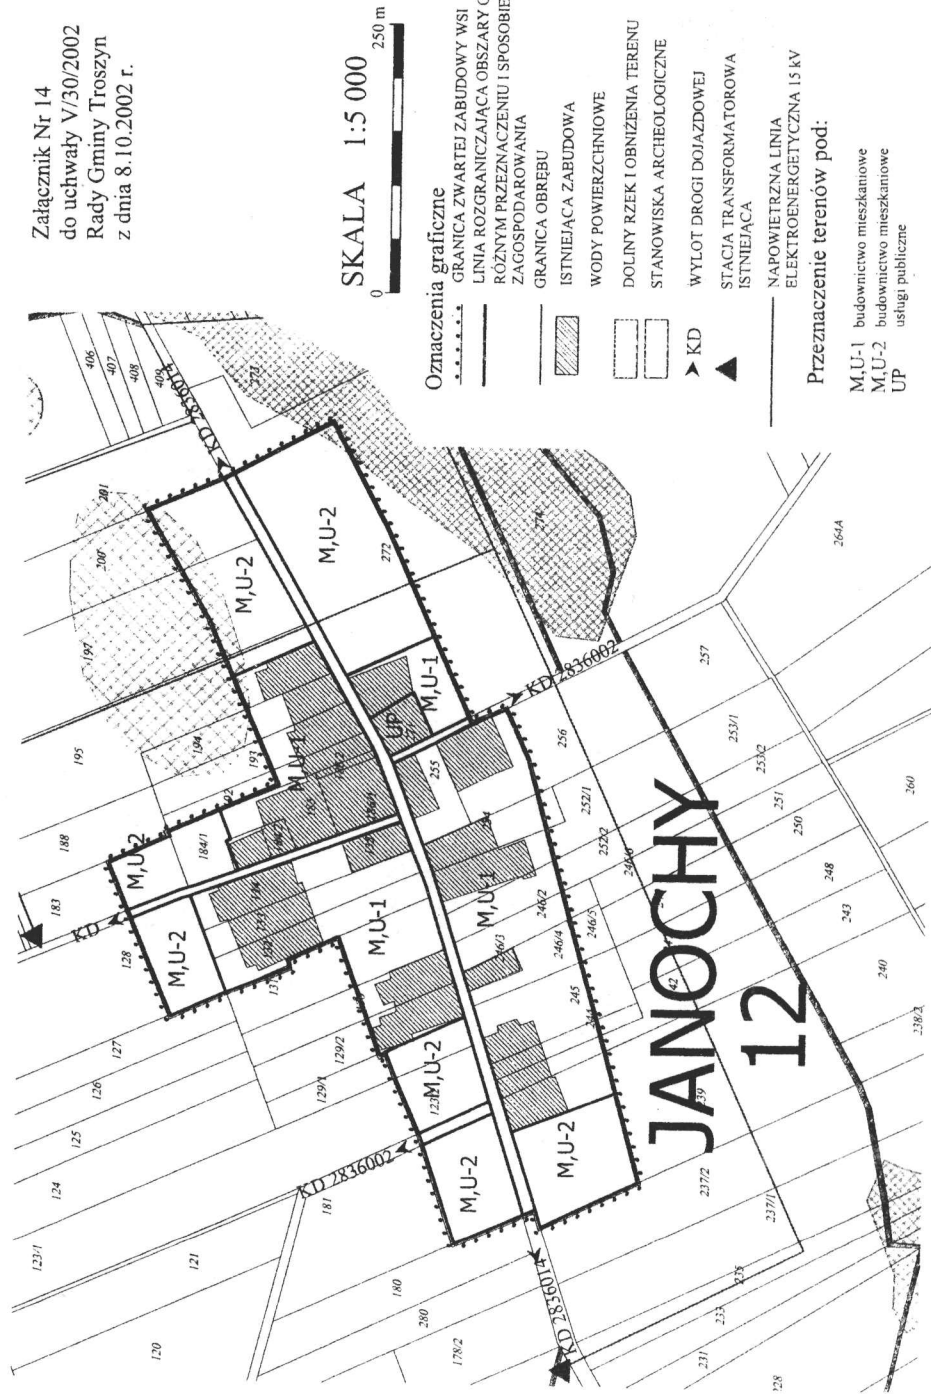 Załącznik Nr 14
do uchwały V/30/2002
Rady Gminy Troszyn
z dnia 8.10.2002 r.
SKALA 1:5 000
0 250 m
Oznaczenia graficzne
GRANICA ZWARTEJ ZABUDOWY WSI
LINIA ROZGRANICZAJĄCA OBSZARY O
RÓŻNYM PRZEZNACZENIU I SPOSOBIE
ZAGOSPODAROWANIA
GRANICA OBRĘBU
ISTNIEJĄCA ZABUDOWA
WODY POWIERZCHNIOWE
DOLINY RZEK I OBNIŻENIA TERENU
STANOWISKA ARCHEOLOGICZNE
KD WYLOT DROGI DOJAZDOWEJ
STACJA TRANSFORMATOROWA
ISTNIEJĄCA
NAPOWIETRZNA LINIA
ELEKTROENERGETYCZNA 15 kV
Przeznaczenie terenów pod:
M,U-1 budownictwo mieszkaniowe
M,U-2 budownictwo mieszkaniowe
UP usługi publiczne
JANOCHY
12
KD 2836014
KD 2836002
KD
KD 2836002
KD 2836014
M,U-2
M,U-2
M,U-2
M,U-2
M,U-2
M,U-2
M,U-2
M,U-1
M,U-1
M,U-1
M,U-1
UP
406
407
408
409
273
201
200
197
195
194
193
192
188
184/1
183
128
127
126
125
124
123/1
121
120
129/2
129/1
131
181
180
280
178/2
272
274
264A
257
256
255
254
253/1
253/2
252/1
252/2
251
250
248
246/2
246/3
246/4
246/5
246/6
245
243
240
238/2
237/2
237/1
235
233
231
260